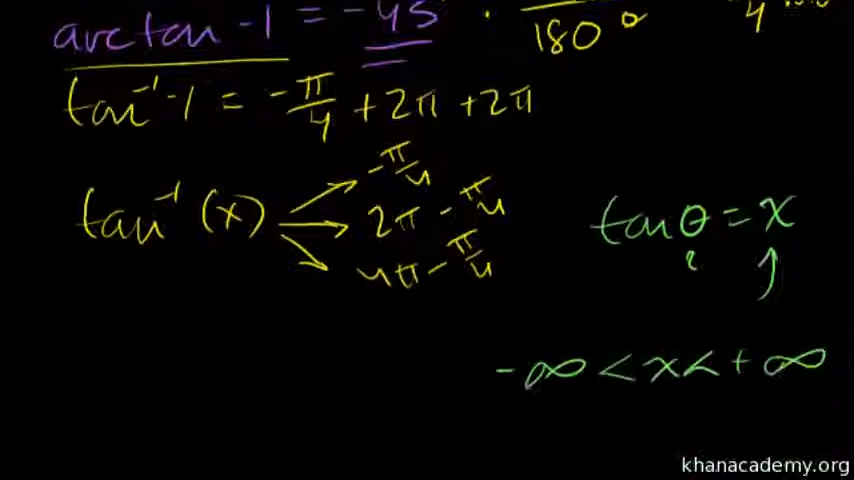 arctan -1 = -45 · 180° 4
tan⁻¹ -1 = -π/4 + 2π + 2π
-π/4
tan⁻¹ (x) 2π - π/4
4π - π/4
tan θ = x
?
-∞ < x < + ∞
khanacademy.org